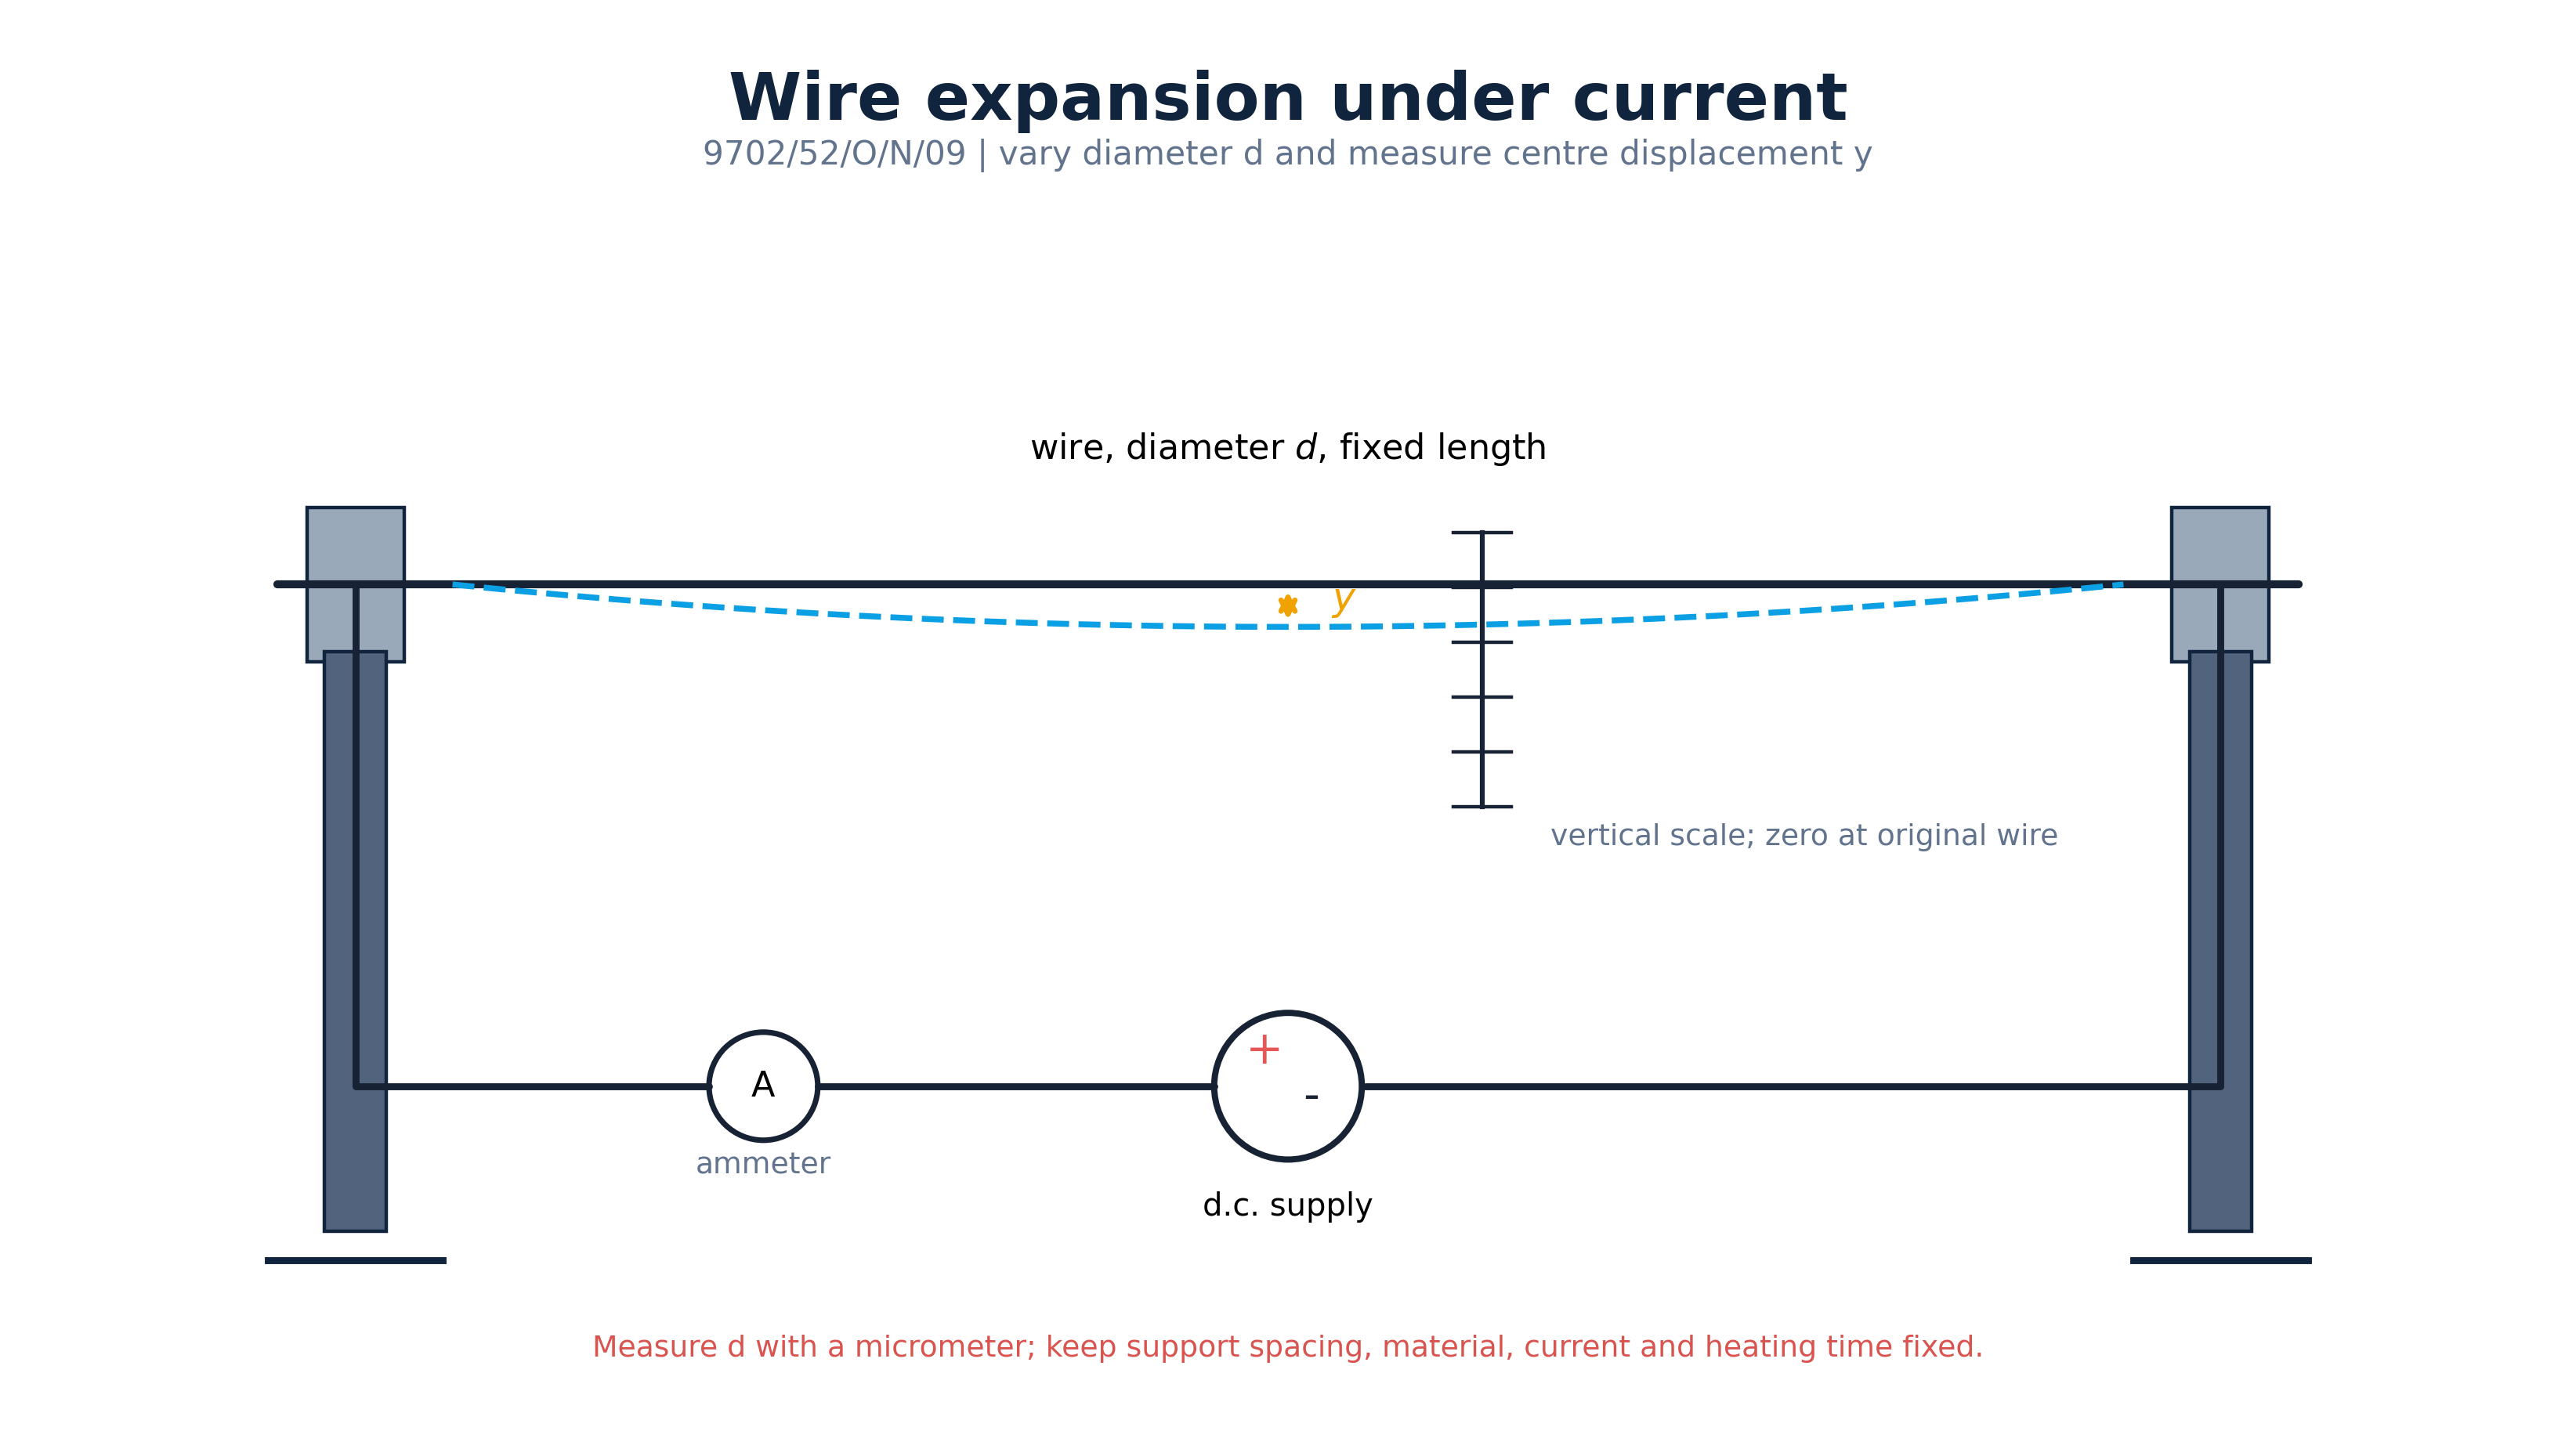 Wire expansion under current
9702/52/O/N/09 | vary diameter d and measure centre displacement y
wire, diameter d, fixed length
y
vertical scale; zero at original wire
+
-
A
ammeter
d.c. supply
Measure d with a micrometer; keep support spacing, material, current and heating time fixed.